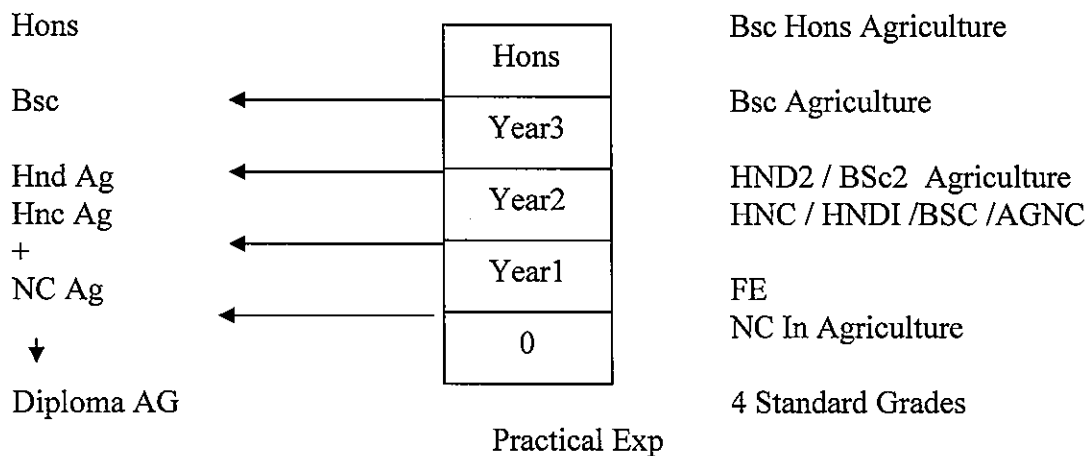 Hons
Bsc
Hnd Ag
Hnc Ag
+
NC Ag
Diploma AG
Hons
Year3
Year2
Year1
0
Practical Exp
Bsc Hons Agriculture
Bsc Agriculture
HND2 / BSc2 Agriculture
HNC / HNDI /BSC /AGNC
FE
NC In Agriculture
4 Standard Grades